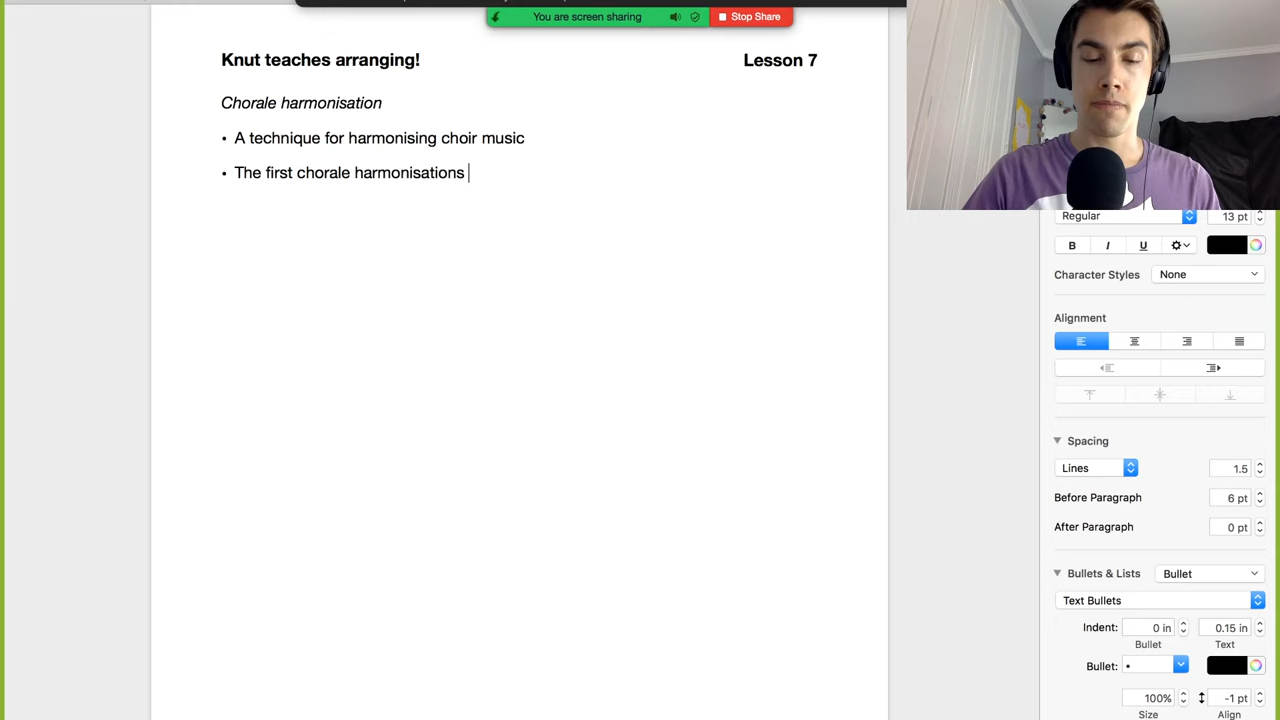 You are screen sharing Stop Share
Knut teaches arranging! Lesson 7
Chorale harmonisation
• A technique for harmonising choir music
• The first chorale harmonisations
Regular 13 pt
B I U
Character Styles None
Alignment
Spacing
Lines 1.5
Before Paragraph 6 pt
After Paragraph 0 pt
Bullets & Lists Bullet
Text Bullets
Indent: 0 in 0.15 in
Bullet Text
Bullet: •
100% -1 pt
Size Align